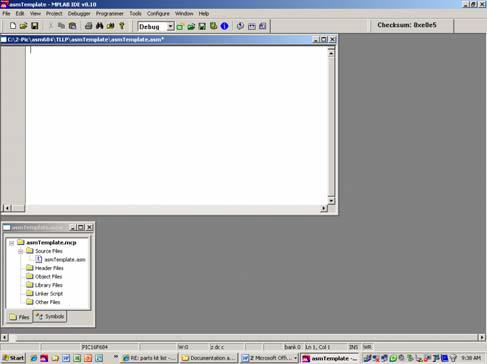 asmTemplate - MPLAB IDE v8.10
File Edit View Project Debugger Programmer Tools Configure Window Help
Debug
Checksum: 0xe0e5
C:\2-Pic\asm684\TLLP\asmTemplate\asmTemplate.asm*
asmTemplate.mcp
Source Files
asmTemplate.asm
Header Files
Object Files
Library Files
Linker Script
Other Files
Files Symbols
PIC16F684 W:0 z dc c bank 0 Ln 1, Col 1 INS WR
Start RE: parts kit list - Documentation a... 2 Microsoft Offi... asmTemplate -... 9:38 AM